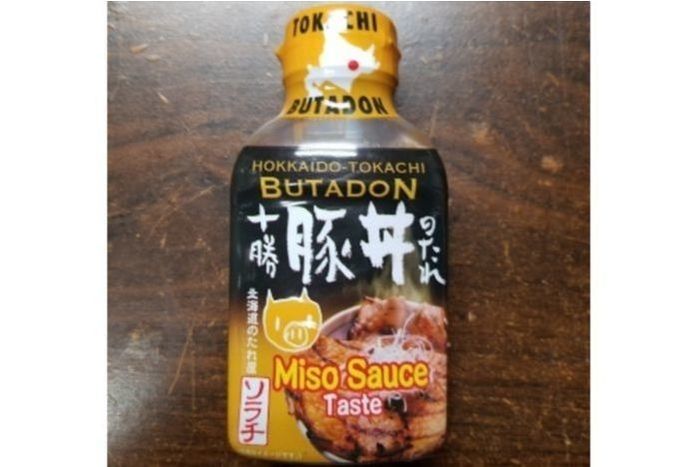 TOKACHI
BUTADON
HOKKAIDO-TOKACHI
BUTADON
十勝
豚丼
のたれ
北海道のたれ屋
ソラチ
Miso Sauce
Taste